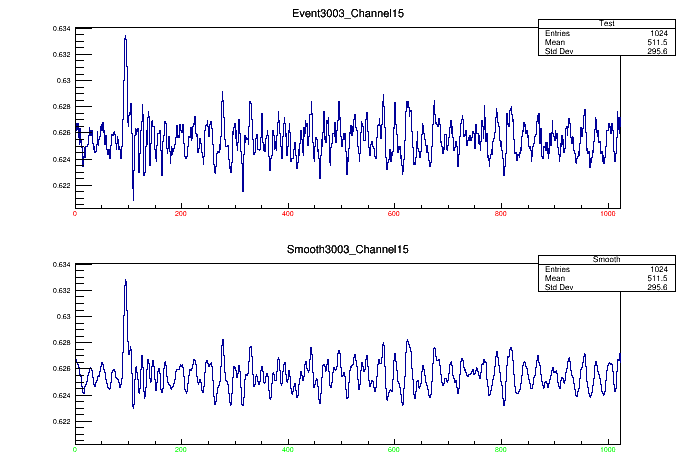 Event3003_Channel15
Test
Entries 1024
Mean 511.5
Std Dev 295.6
0.634
0.632
0.63
0.628
0.626
0.624
0.622
0 200 400 600 800 1000
Smooth3003_Channel15
Smooth
Entries 1024
Mean 511.5
Std Dev 295.6
0.634
0.632
0.63
0.628
0.626
0.624
0.622
0 200 400 600 800 1000